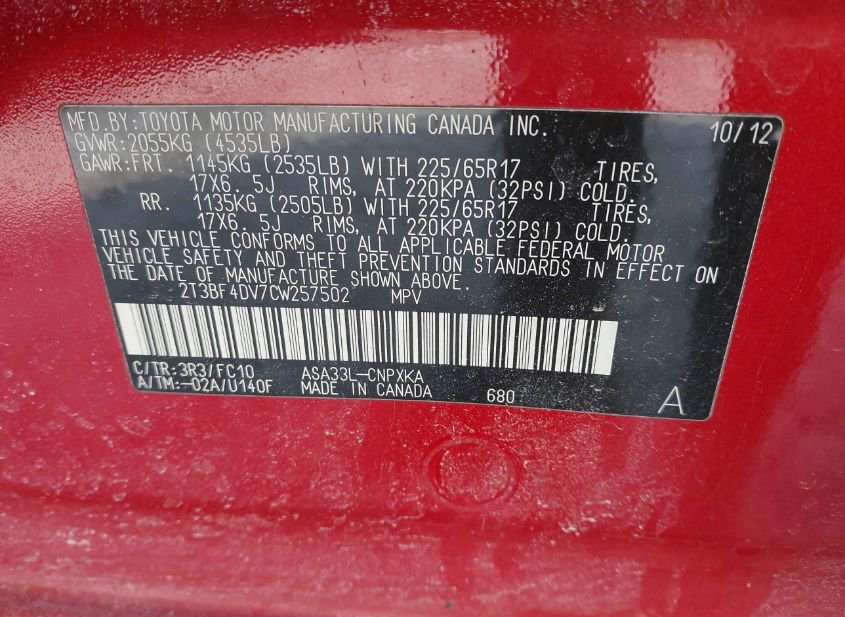 MFD.BY:TOYOTA MOTOR MANUFACTURING CANADA INC. 10/12
GVWR:2055KG (4535LB)
GAWR:FRT. 1145KG (2535LB) WITH 225/65R17 TIRES,
17X6.5J RIMS, AT 220KPA (32PSI) COLD.
RR. 1135KG (2505LB) WITH 225/65R17 TIRES,
17X6.5J RIMS, AT 220KPA (32PSI) COLD.
THIS VEHICLE CONFORMS TO ALL APPLICABLE FEDERAL MOTOR
VEHICLE SAFETY AND THEFT PREVENTION STANDARDS IN EFFECT ON
THE DATE OF MANUFACTURE SHOWN ABOVE.
2T3BF4DV7CW257502 MPV
C/TR:3R3/FC10 ASA33L-CNPXKA
A/TM:-02A/U140F MADE IN CANADA 680 A